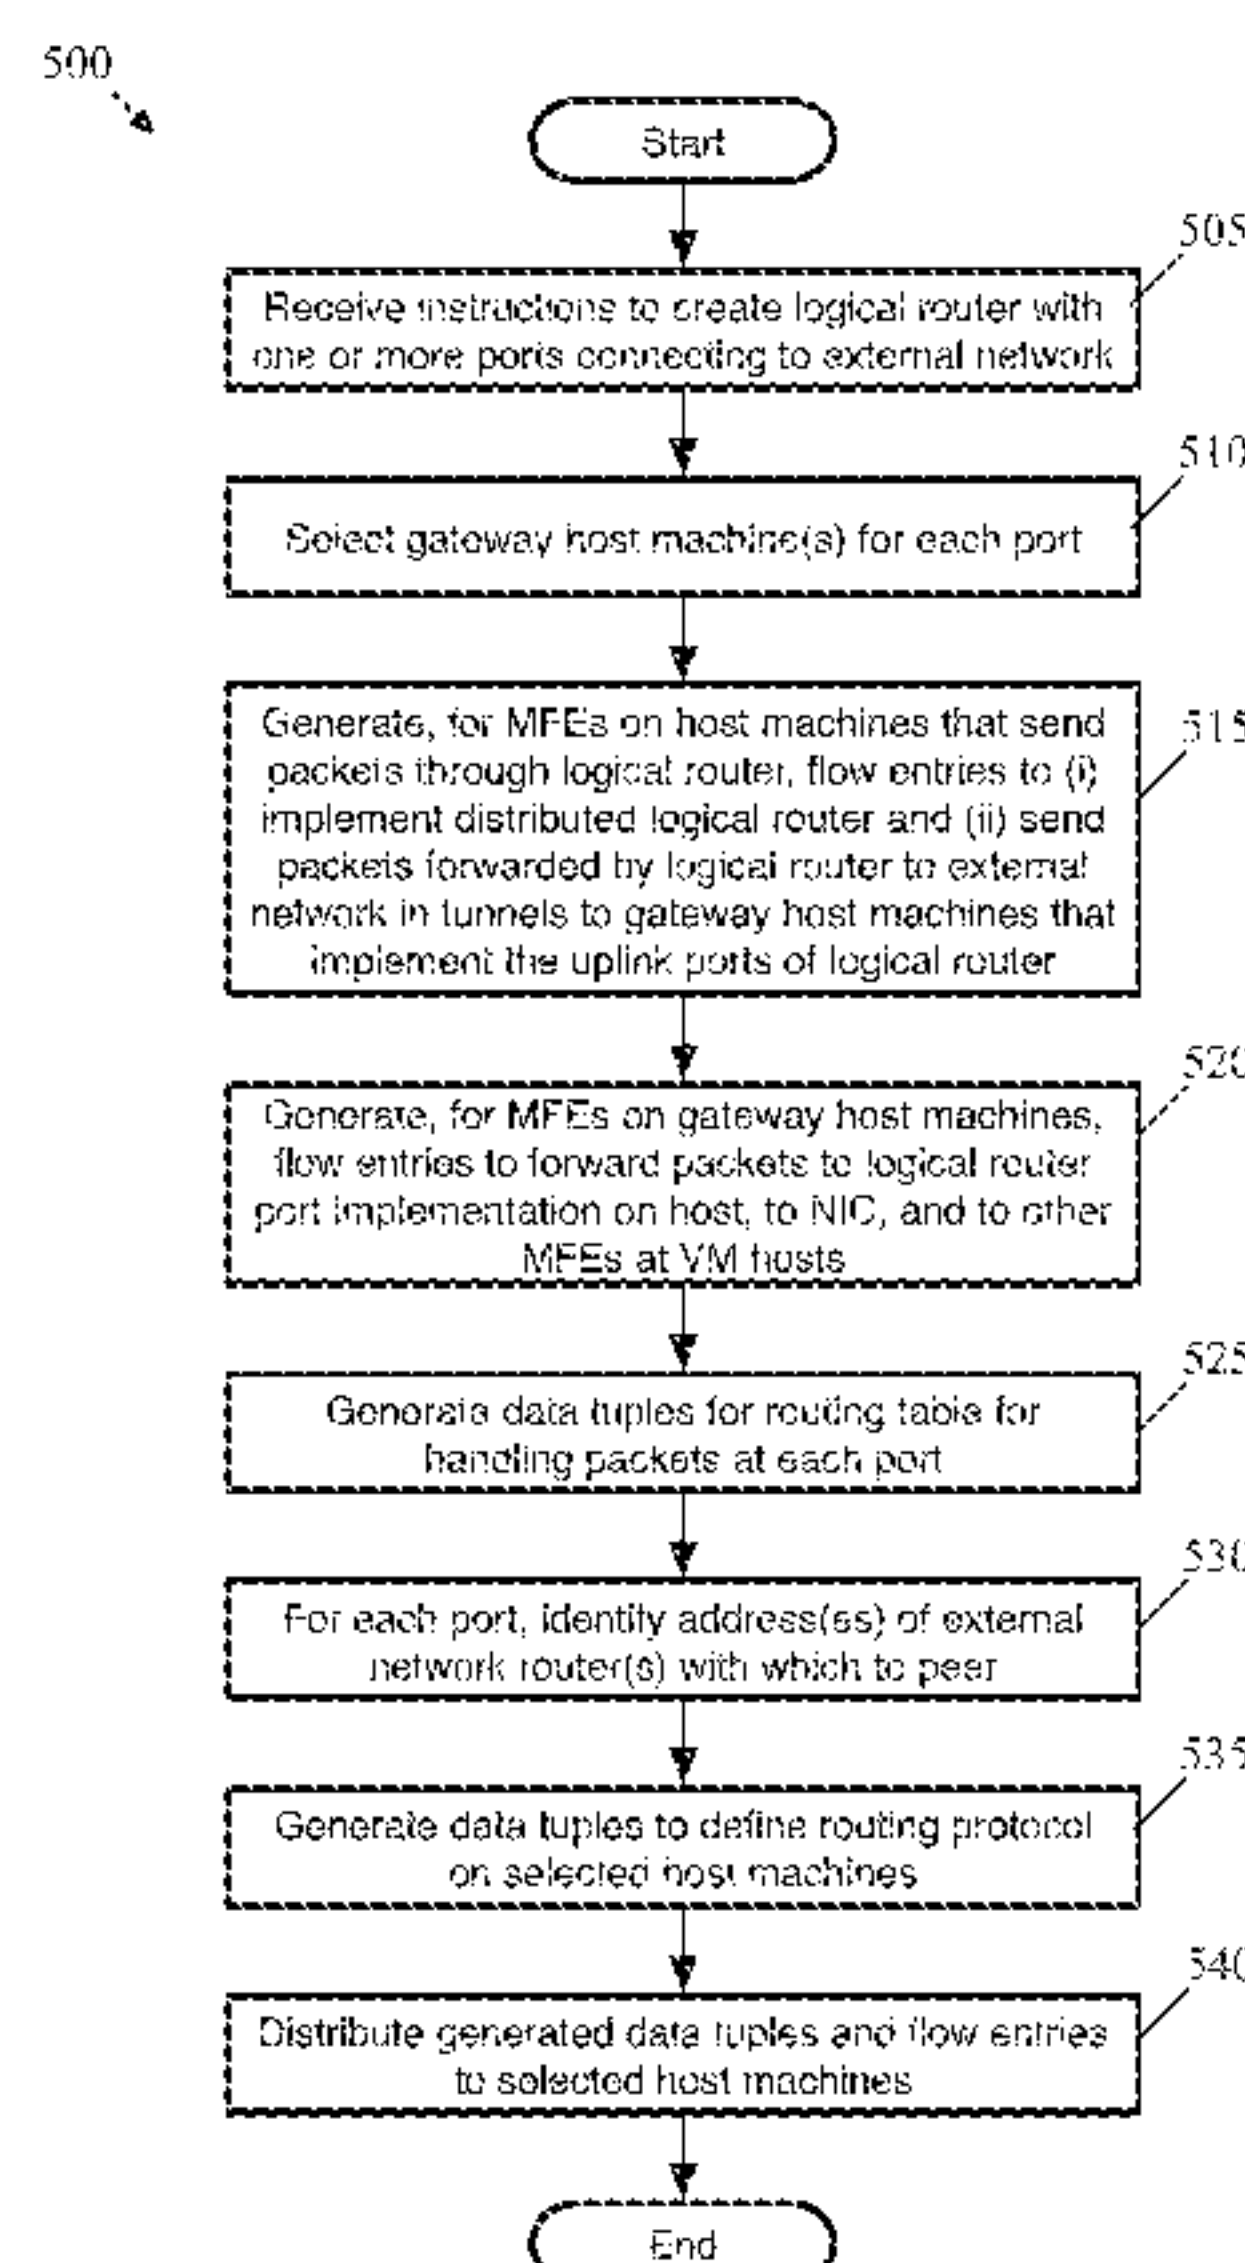 500
Start
505
Receive instructions to create logical router with
one or more ports connecting to external network
510
Select gateway host machine(s) for each port
515
Generate, for MFEs on host machines that send
packets through logical router, flow entries to (i)
implement distributed logical router and (ii) send
packets forwarded by logical router to external
network in tunnels to gateway host machines that
implement the uplink ports of logical router
520
Generate, for MFEs on gateway host machines,
flow entries to forward packets to logical router
port implementation on host, to NIC, and to other
MFEs at VM hosts
525
Generate data tuples for routing table for
handling packets at each port
530
For each port, identify address(es) of external
network router(s) with which to peer
535
Generate data tuples to define routing protocol
on selected host machines
540
Distribute generated data tuples and flow entries
to selected host machines
End